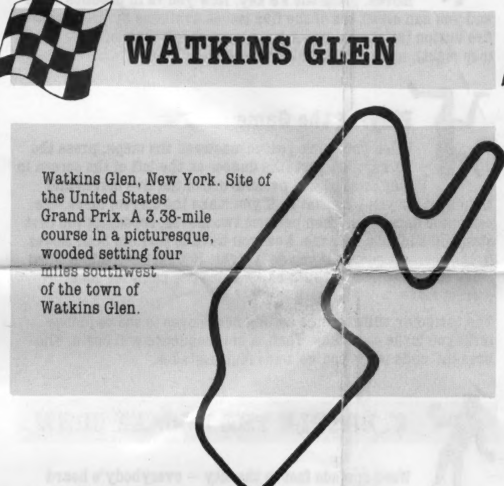 WATKINS GLEN
Watkins Glen, New York. Site of
the United States
Grand Prix. A 3.38-mile
course in a picturesque,
wooded setting four
miles southwest
of the town of
Watkins Glen.